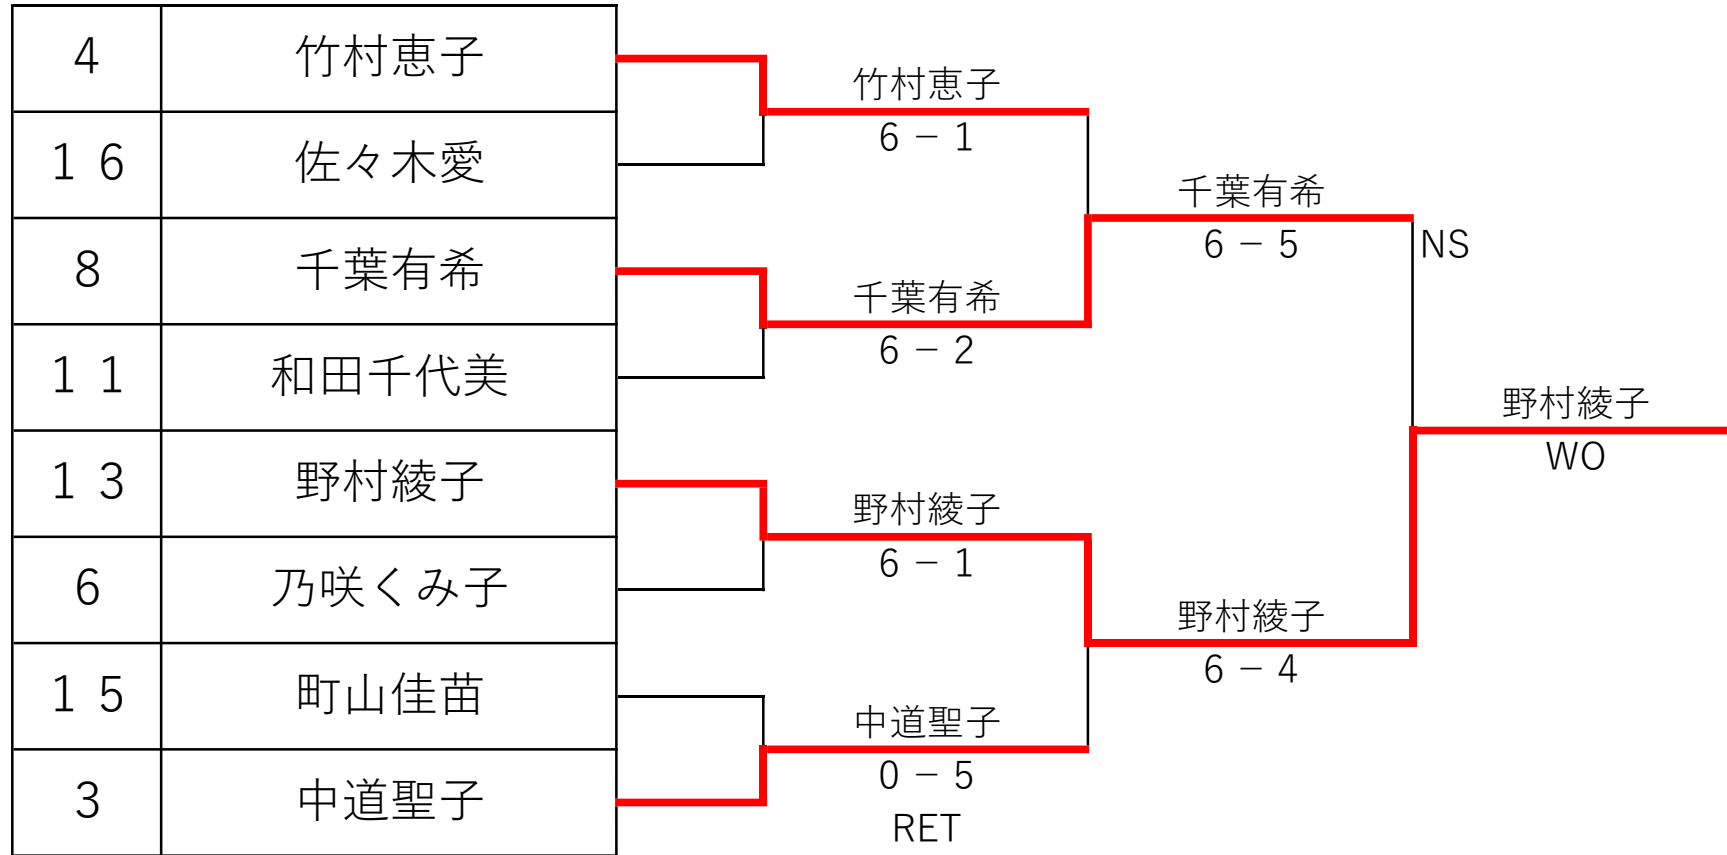 4 竹村恵子
16 佐々木愛
8 千葉有希
11 和田千代美
13 野村綾子
6 乃咲くみ子
15 町山佳苗
3 中道聖子
竹村恵子
6 − 1
千葉有希
6 − 2
野村綾子
6 − 1
中道聖子
0 − 5
RET
千葉有希
6 − 5
野村綾子
6 − 4
NS
野村綾子
WO